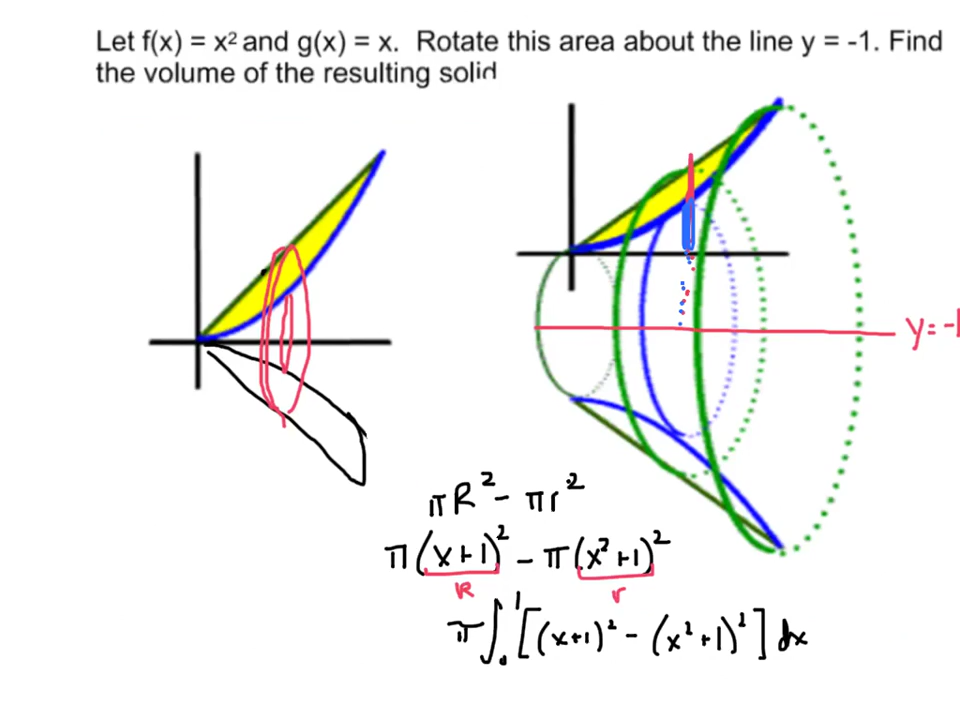 Let f(x) = x² and g(x) = x. Rotate this area about the line y = -1. Find
the volume of the resulting solid
y=-1
πR² - πr²
π(x+1)² - π(x²+1)²
R r
π∫₀¹[(x+1)² - (x²+1)²]dx